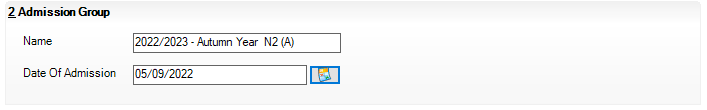 2 Admission Group
Name 2022/2023 - Autumn Year  N2 (A)
Date Of Admission 05/09/2022